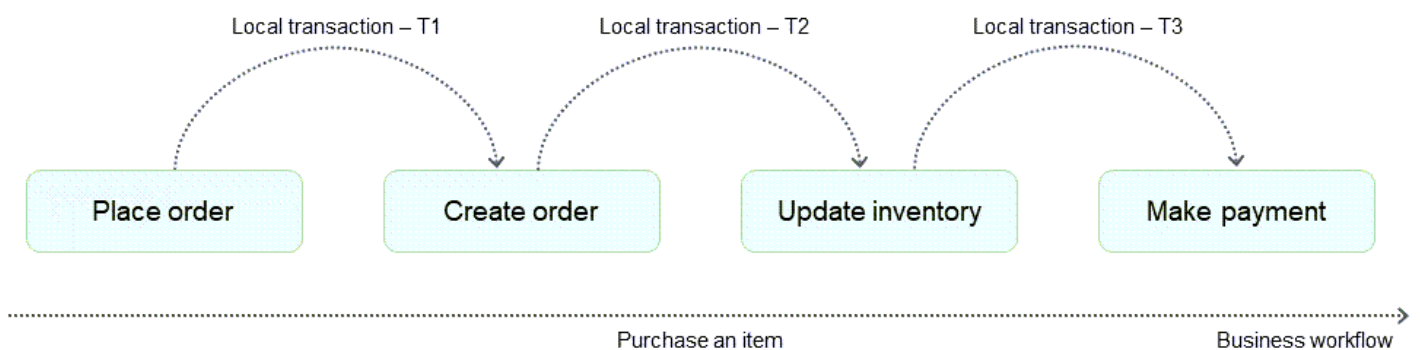 Local transaction – T1
Local transaction – T2
Local transaction – T3
Place order
Create order
Update inventory
Make payment
Purchase an item
Business workflow